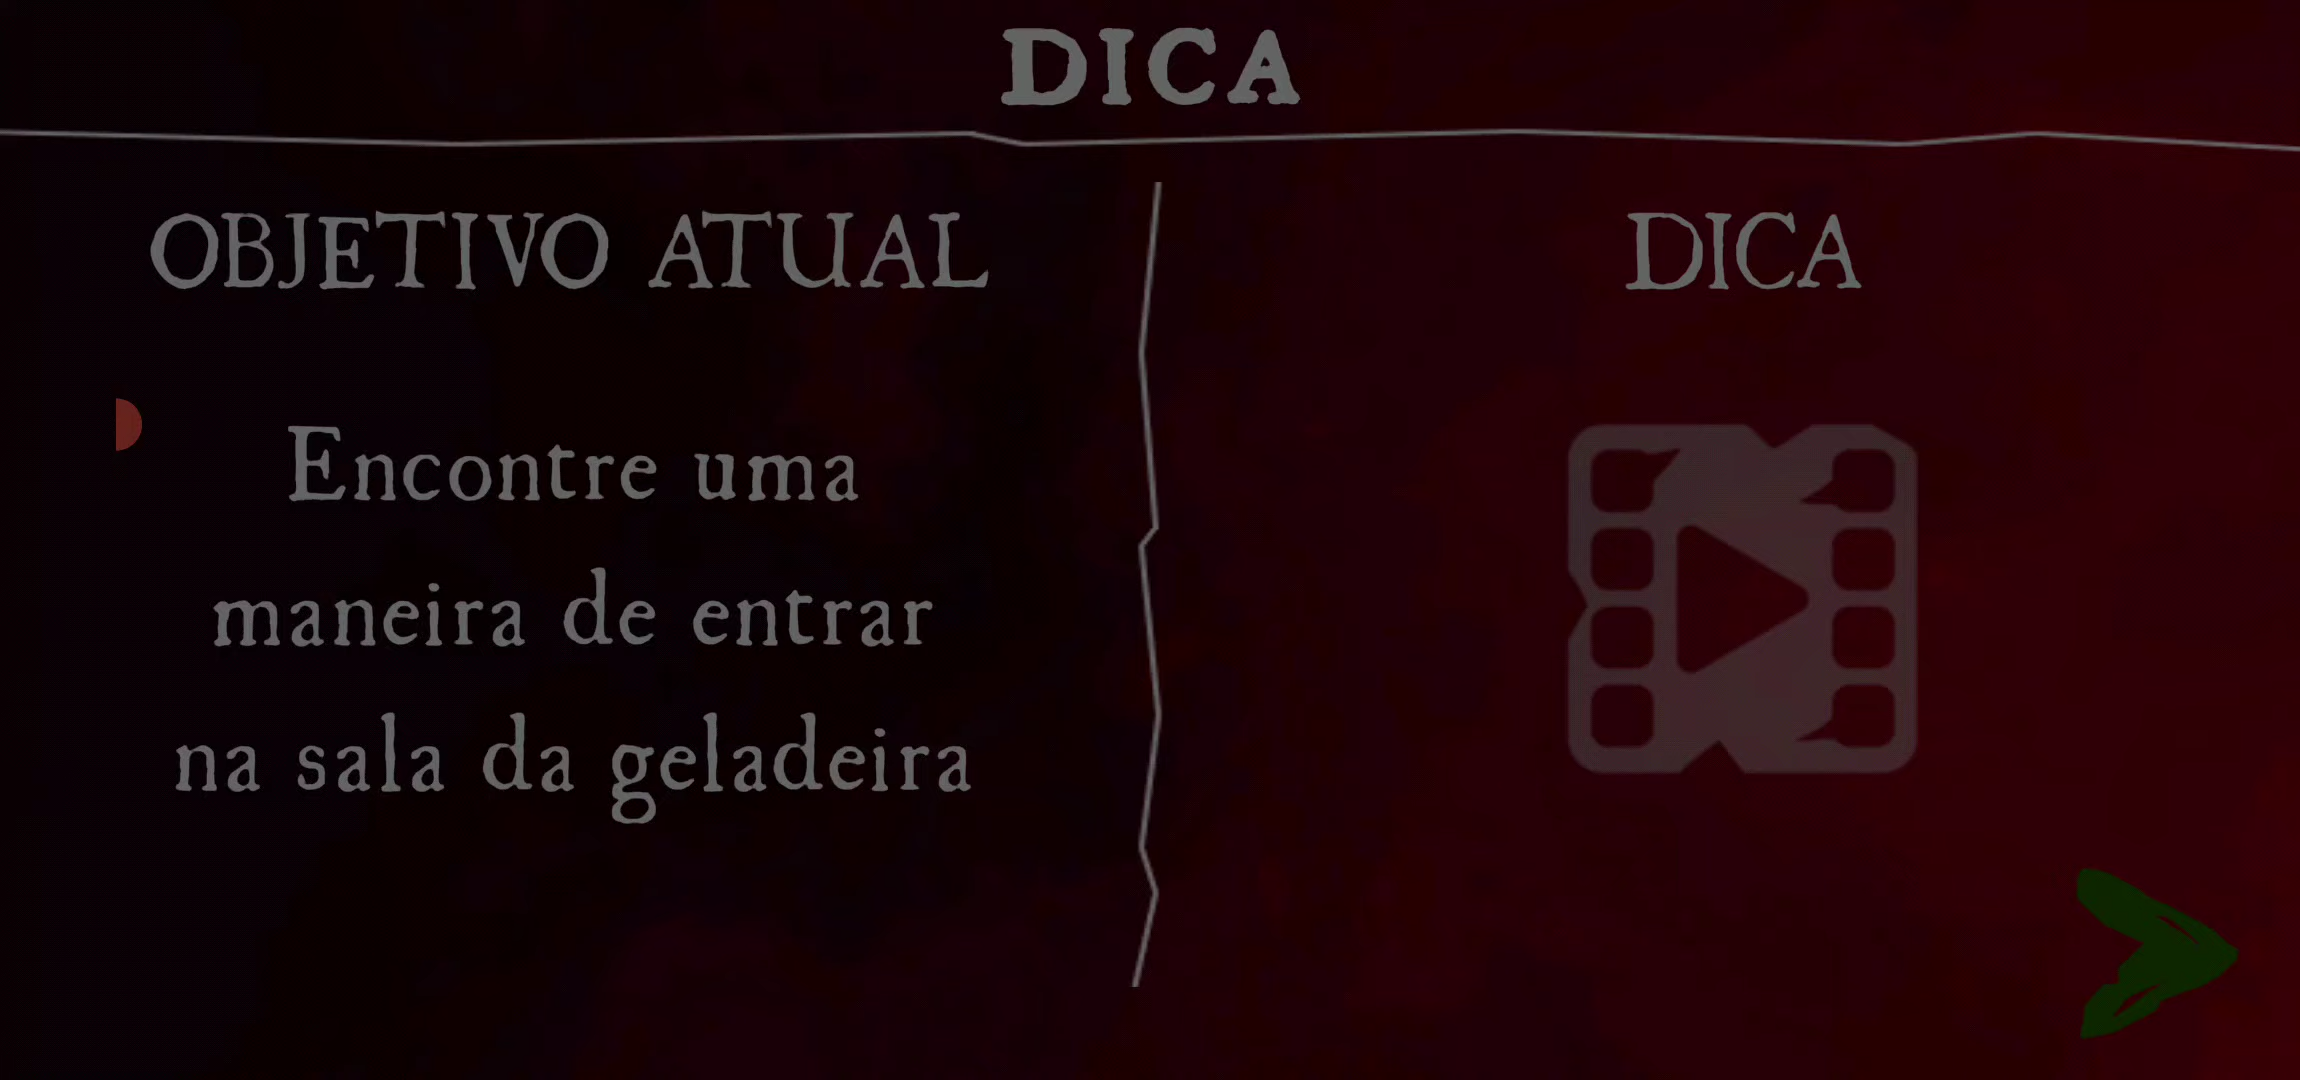 DICA
OBJETIVO ATUAL
Encontre uma
maneira de entrar
na sala da geladeira
DICA